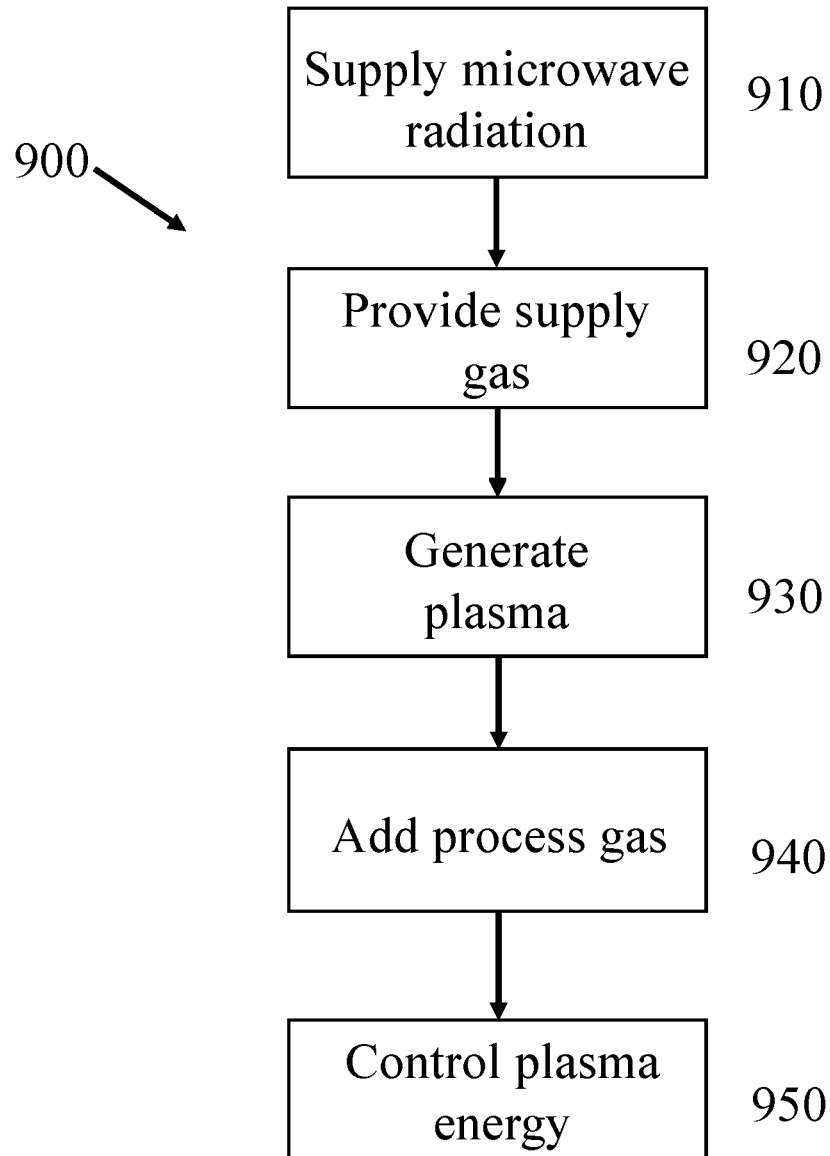 Supply microwave
radiation
910
900
Provide supply
gas
920
Generate
plasma
930
Add process gas
940
Control plasma
energy
950